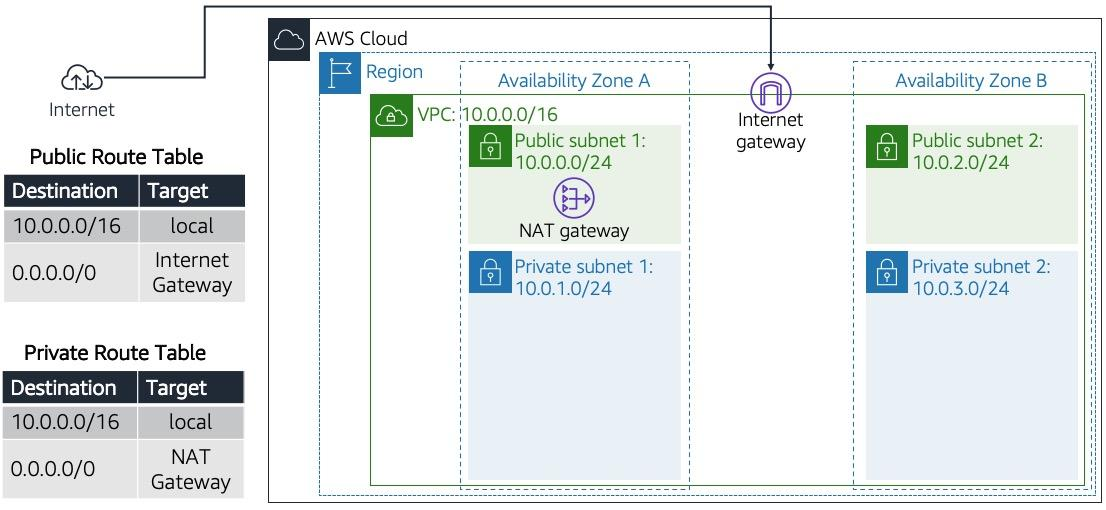 AWS Cloud
Internet
Region
Availability Zone A
Availability Zone B
VPC: 10.0.0.0/16
Internet
gateway
Public subnet 1:
10.0.0.0/24
NAT gateway
Public subnet 2:
10.0.2.0/24
Private subnet 1:
10.0.1.0/24
Private subnet 2:
10.0.3.0/24
Public Route Table
Destination Target
10.0.0.0/16 local
0.0.0.0/0 Internet
Gateway
Private Route Table
Destination Target
10.0.0.0/16 local
0.0.0.0/0 NAT
Gateway